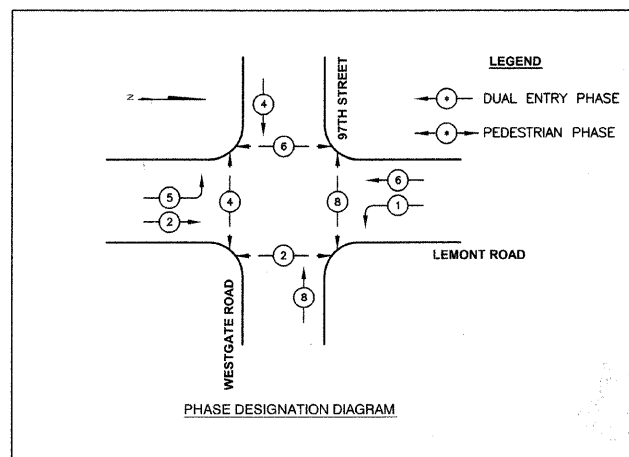 LEGEND
* DUAL ENTRY PHASE
* PEDESTRIAN PHASE
N
4
97TH STREET
6
5
4
8
6
2
1
2
LEMONT ROAD
8
WESTGATE ROAD
PHASE DESIGNATION DIAGRAM